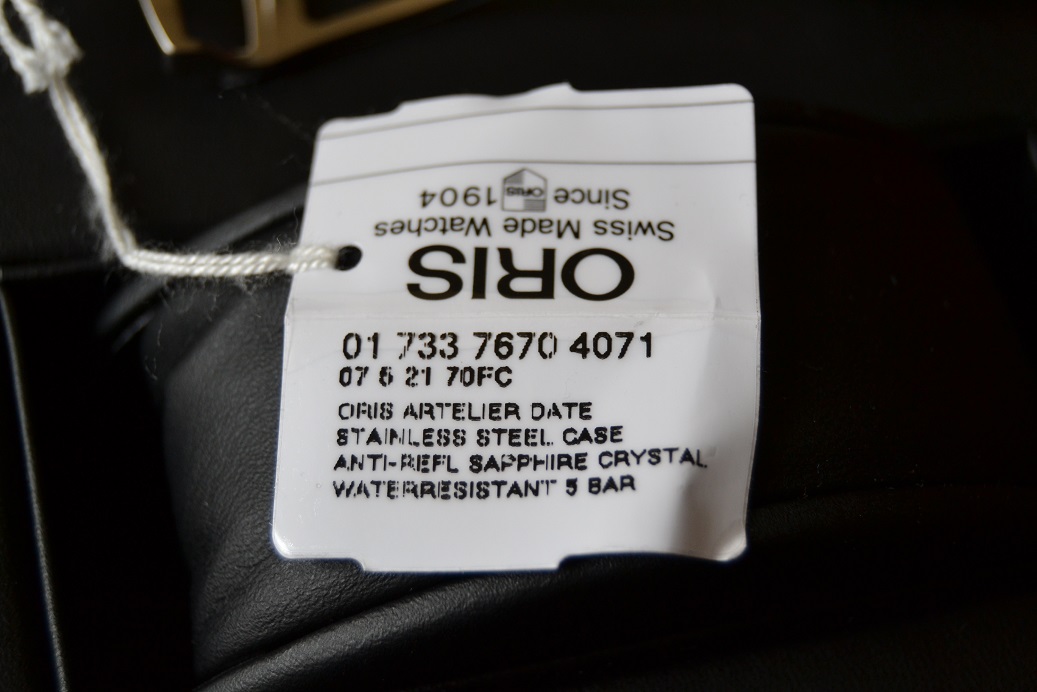 Since ORIS 1904
Swiss Made Watches
ORIS
01 733 7670 4071
07 5 21 70FC
ORIS ARTELIER DATE
STAINLESS STEEL CASE
ANTI-REFL SAPPHIRE CRYSTAL
WATERRESISTANT 5 BAR